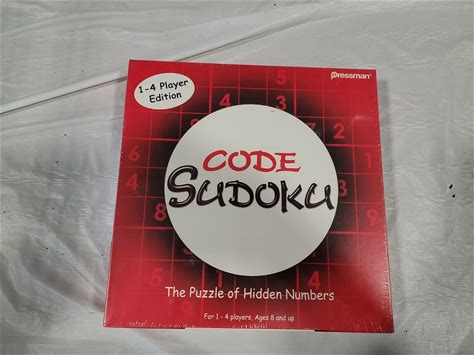 1-4 Player
Edition
Pressman
CODE
SUDOKU
The Puzzle of Hidden Numbers
For 1 - 4 players, Ages 8 and up